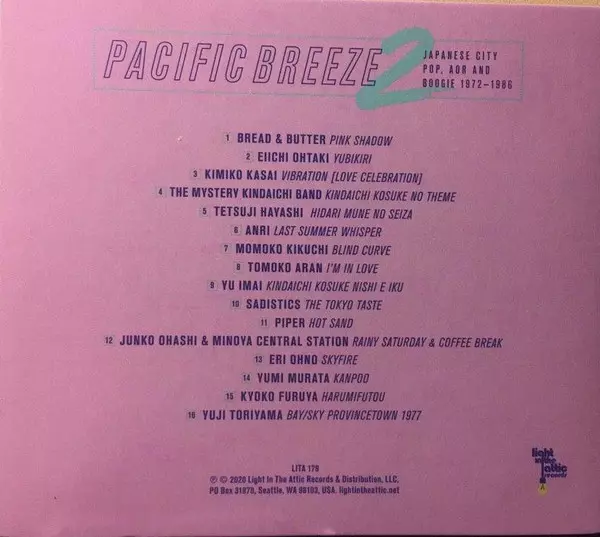 PACIFIC BREEZE 2
JAPANESE CITY
POP, AOR AND
BOOGIE 1972–1986
1 BREAD & BUTTER PINK SHADOW
2 EIICHI OHTAKI YUBIKIRI
3 KIMIKO KASAI VIBRATION [LOVE CELEBRATION]
4 THE MYSTERY KINDAICHI BAND KINDAICHI KOSUKE NO THEME
5 TETSUJI HAYASHI HIDARI MUNE NO SEIZA
6 ANRI LAST SUMMER WHISPER
7 MOMOKO KIKUCHI BLIND CURVE
8 TOMOKO ARAN I'M IN LOVE
9 YU IMAI KINDAICHI KOSUKE NISHI E IKU
10 SADISTICS THE TOKYO TASTE
11 PIPER HOT SAND
12 JUNKO OHASHI & MINOYA CENTRAL STATION RAINY SATURDAY & COFFEE BREAK
13 ERI OHNO SKYFIRE
14 YUMI MURATA KANPOO
15 KYOKO FURUYA HARUMIFUTOU
16 YUJI TORIYAMA BAY/SKY PROVINCETOWN 1977
LITA 179
℗ © 2020 Light In The Attic Records & Distribution, LLC.
PO Box 31970, Seattle, WA 98103, USA. lightintheattic.net
light
in the
attic
records